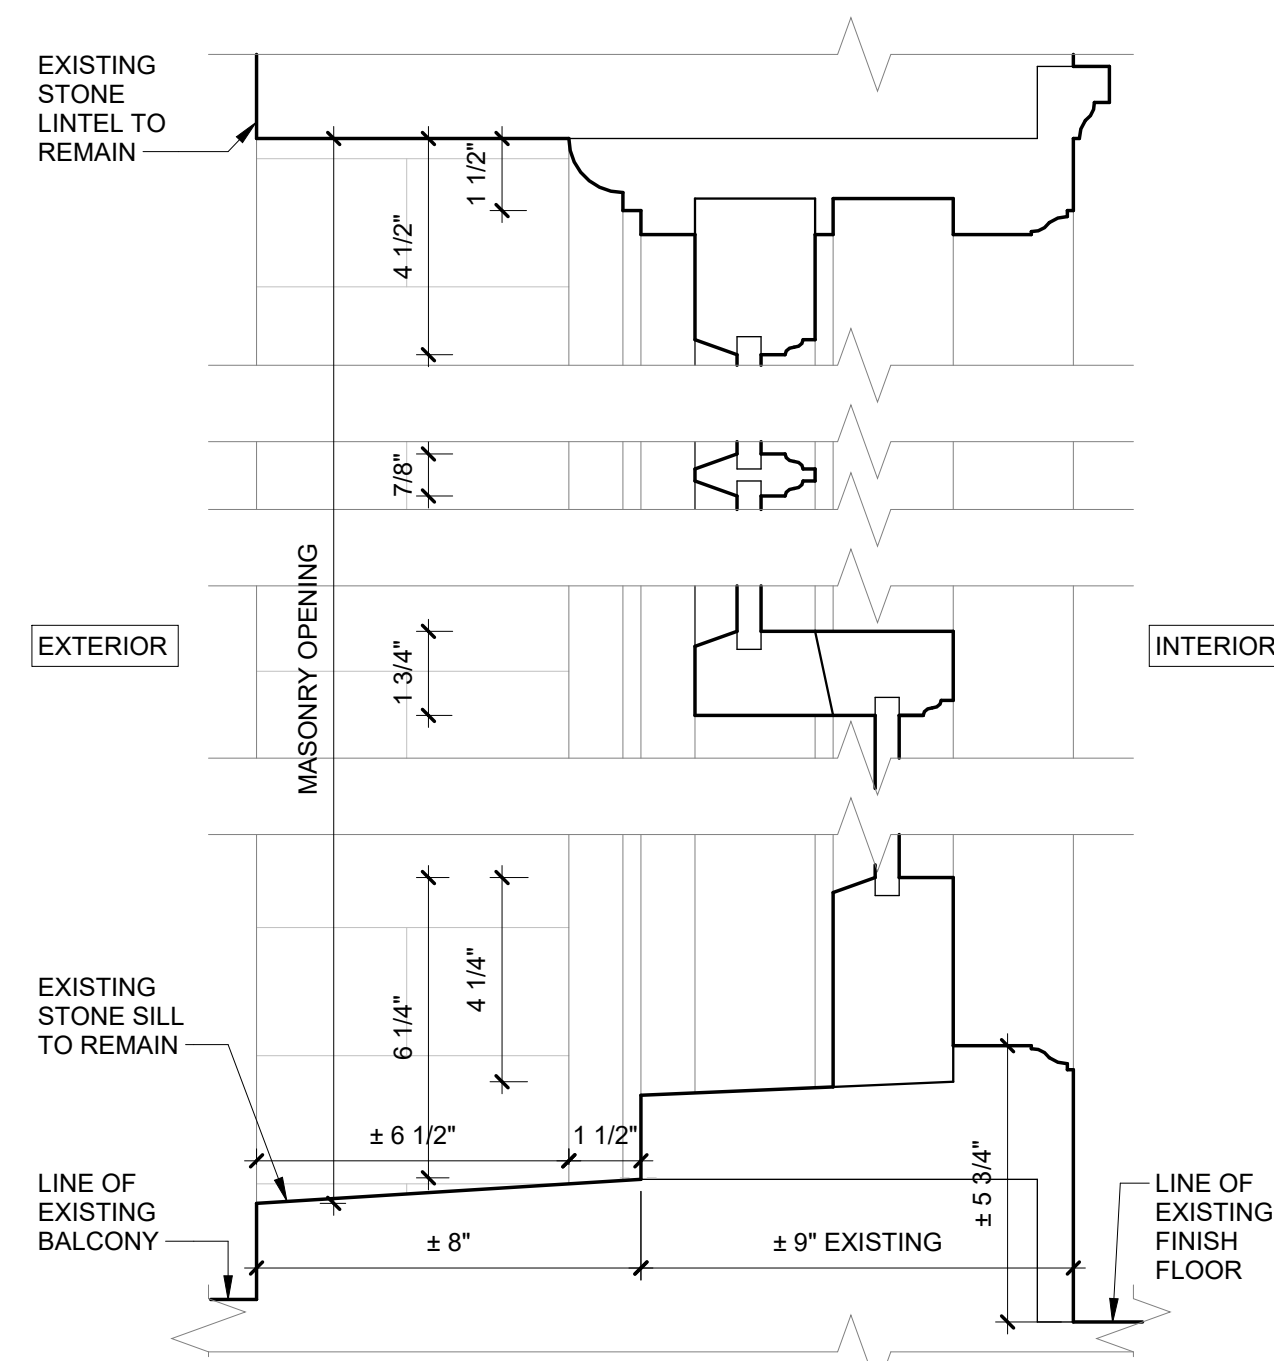 EXISTING
STONE
LINTEL TO
REMAIN
1 1/2"
4 1/2"
7/8"
MASONRY OPENING
EXTERIOR
INTERIOR
1 3/4"
EXISTING
STONE SILL
TO REMAIN
4 1/4"
6 1/4"
± 6 1/2"
1 1/2"
LINE OF
EXISTING
BALCONY
± 8"
± 9" EXISTING
± 5 3/4"
LINE OF
EXISTING
FINISH
FLOOR